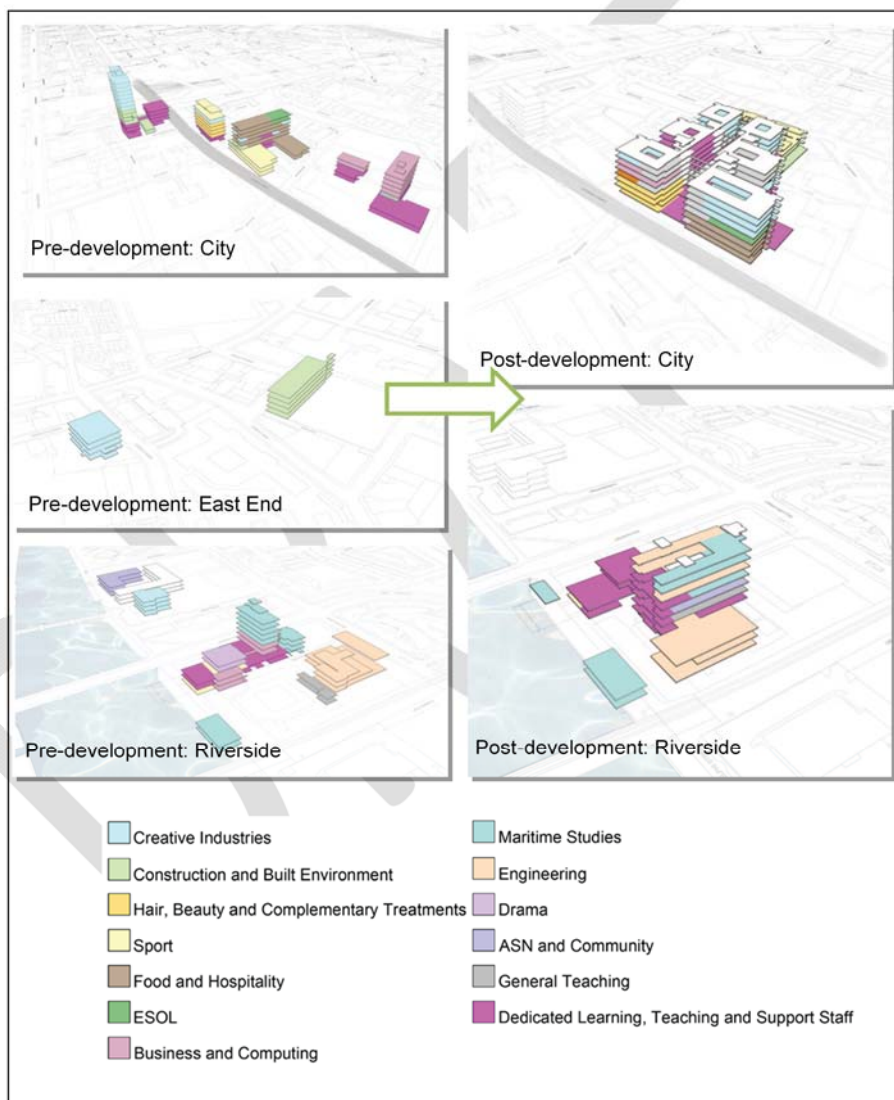 Pre-development: City
Post-development: City
Pre-development: East End
Pre-development: Riverside
Post-development: Riverside
Creative Industries
Construction and Built Environment
Hair, Beauty and Complementary Treatments
Sport
Food and Hospitality
ESOL
Business and Computing
Maritime Studies
Engineering
Drama
ASN and Community
General Teaching
Dedicated Learning, Teaching and Support Staff